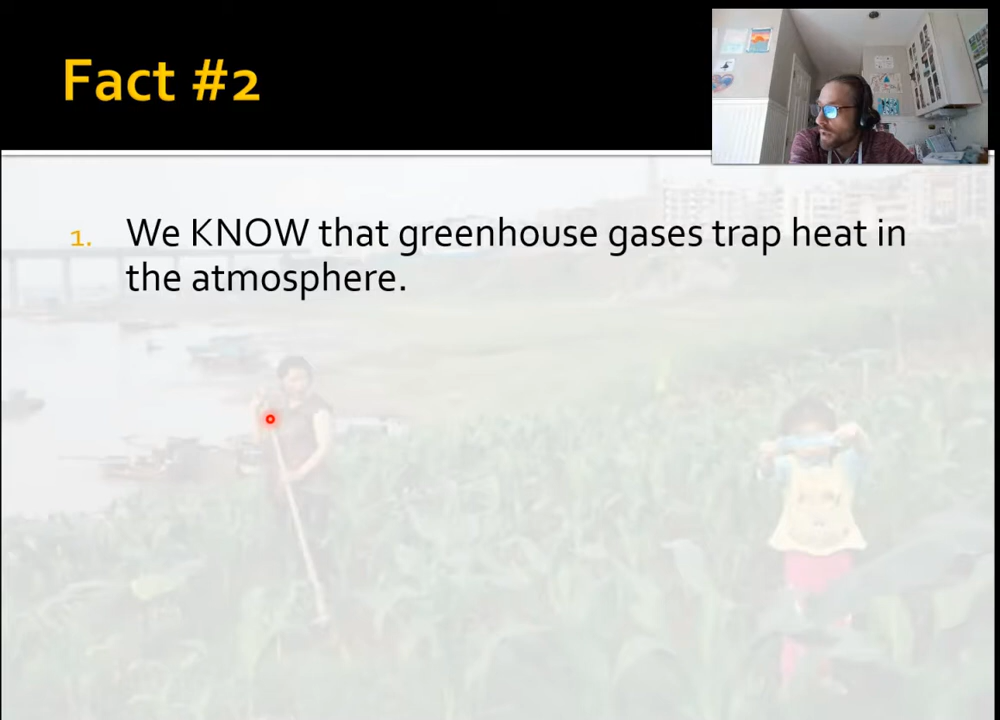 Fact #2
1. We KNOW that greenhouse gases trap heat in
the atmosphere.